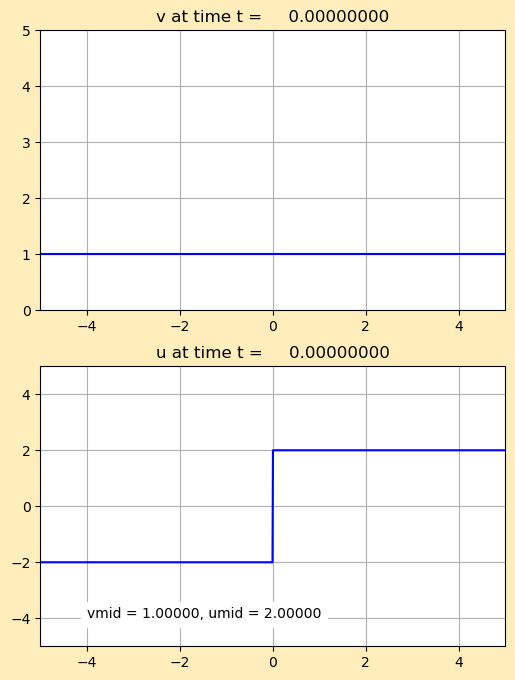 v at time t = 0.00000000
5
4
3
2
1
0
−4 −2 0 2 4
u at time t = 0.00000000
4
2
0
−2
−4
vmid = 1.00000, umid = 2.00000
−4 −2 0 2 4